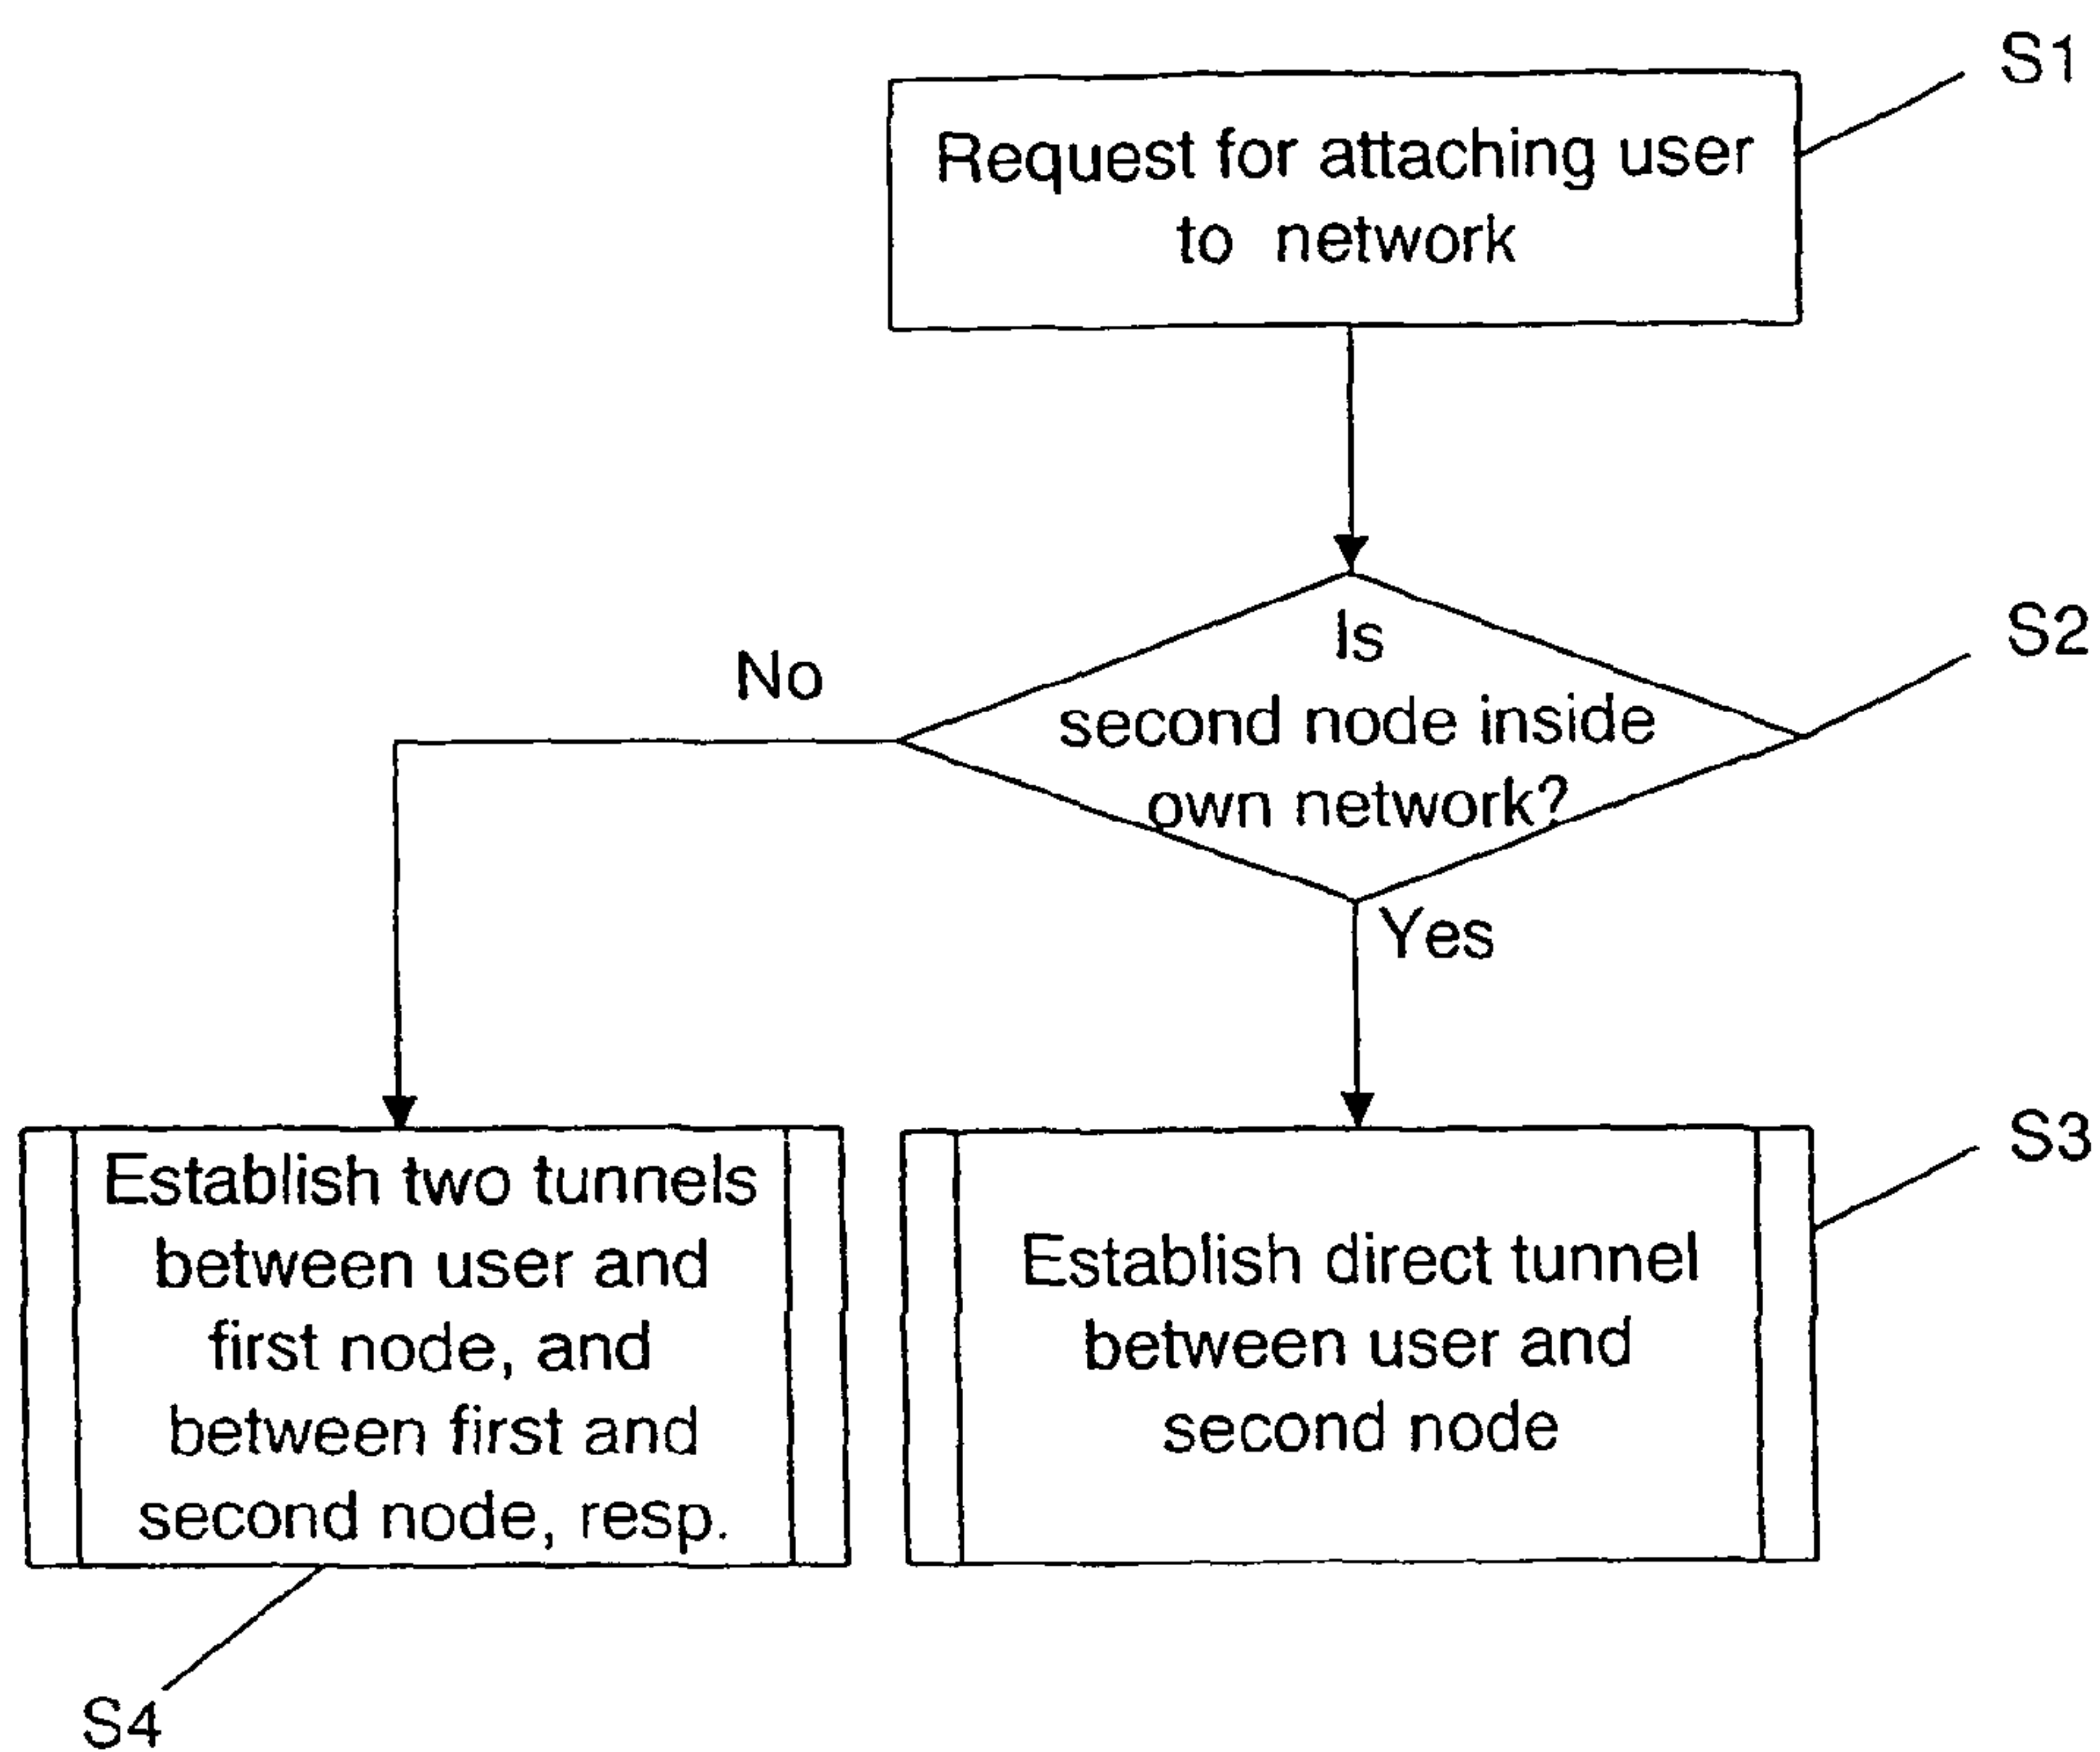 S1
Request for attaching user
to network
S2
Is
second node inside
own network?
No
Yes
S3
Establish two tunnels
between user and
first node, and
between first and
second node, resp.
Establish direct tunnel
between user and
second node
S4